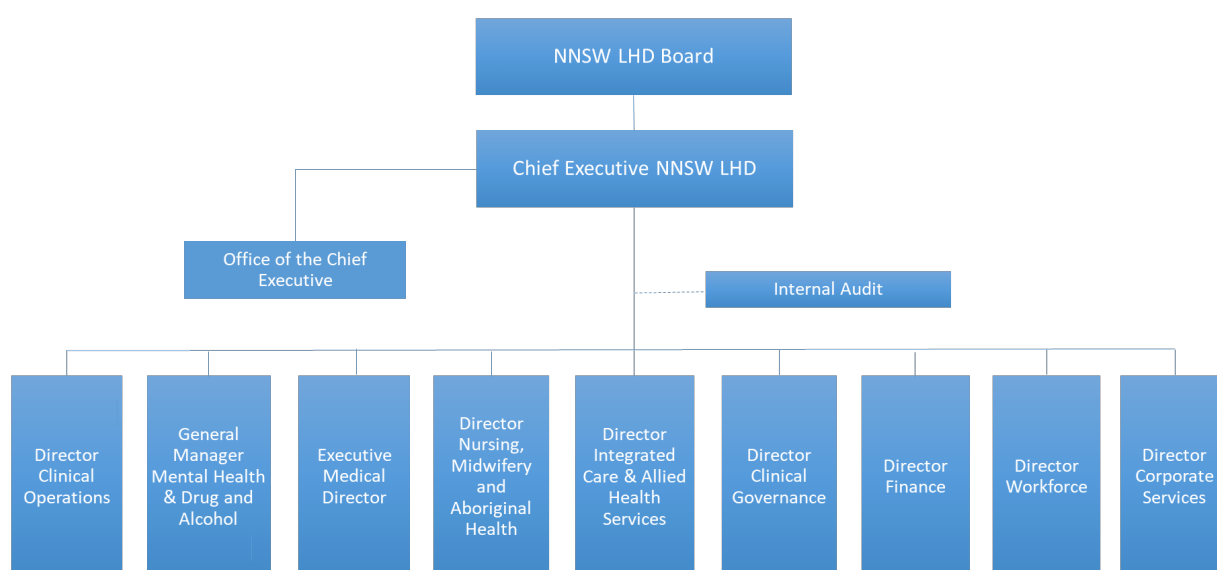 NNSW LHD Board
Chief Executive NNSW LHD
Office of the Chief
Executive
Internal Audit
Director
Clinical
Operations
General
Manager
Mental Health
& Drug and
Alcohol
Executive
Medical
Director
Director
Nursing,
Midwifery
and
Aboriginal
Health
Director
Integrated
Care & Allied
Health
Services
Director
Clinical
Governance
Director
Finance
Director
Workforce
Director
Corporate
Services